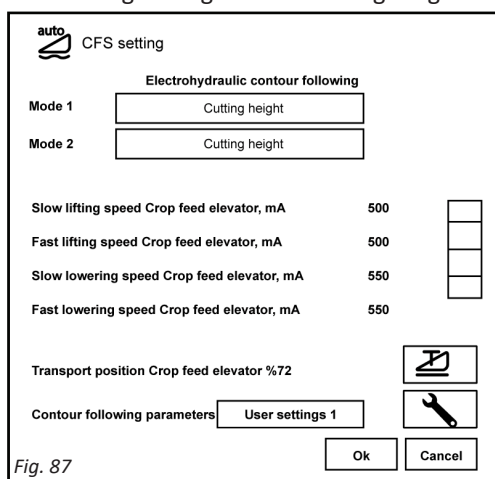 auto
CFS setting
Electrohydraulic contour following
Mode 1 Cutting height
Mode 2 Cutting height
Slow lifting speed Crop feed elevator, mA 500
Fast lifting speed Crop feed elevator, mA 500
Slow lowering speed Crop feed elevator, mA 550
Fast lowering speed Crop feed elevator, mA 550
Transport position Crop feed elevator %72
Contour following parameters User settings 1
Ok Cancel
Fig. 87